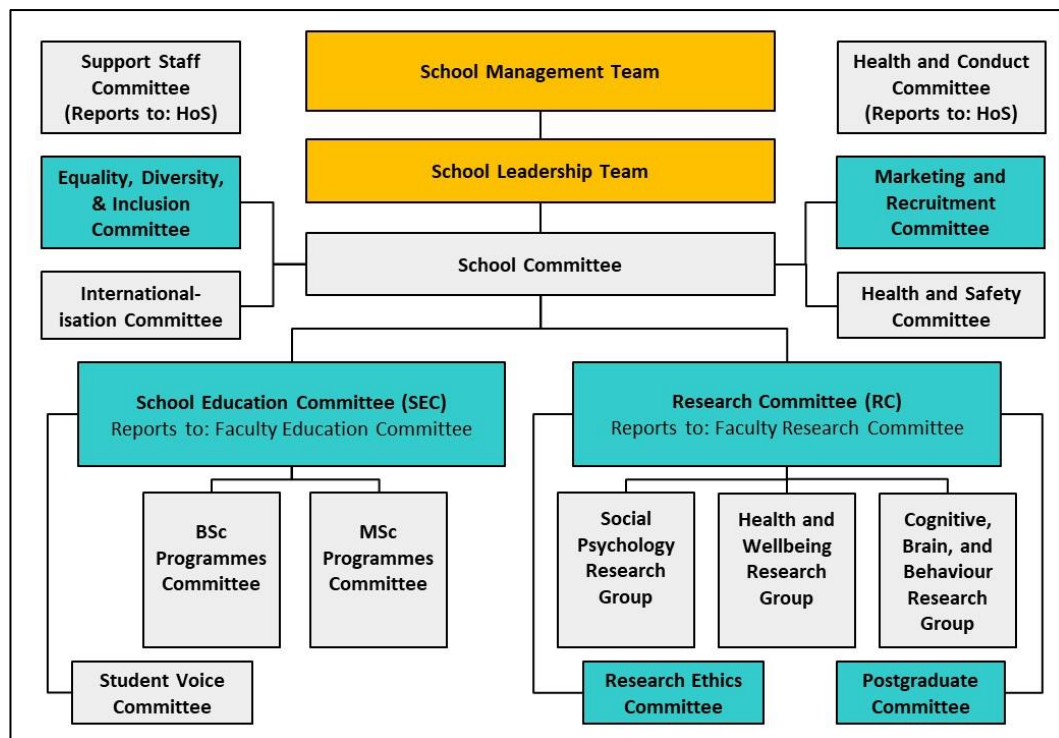 Support Staff
Committee
(Reports to: HoS)
School Management Team
Health and Conduct
Committee
(Reports to: HoS)
School Leadership Team
Equality, Diversity,
& Inclusion
Committee
Marketing and
Recruitment
Committee
School Committee
International-
isation Committee
Health and Safety
Committee
School Education Committee (SEC)
Reports to: Faculty Education Committee
Research Committee (RC)
Reports to: Faculty Research Committee
BSc
Programmes
Committee
MSc
Programmes
Committee
Social
Psychology
Research
Group
Health and
Wellbeing
Research
Group
Cognitive,
Brain, and
Behaviour
Research
Group
Student Voice
Committee
Research Ethics
Committee
Postgraduate
Committee